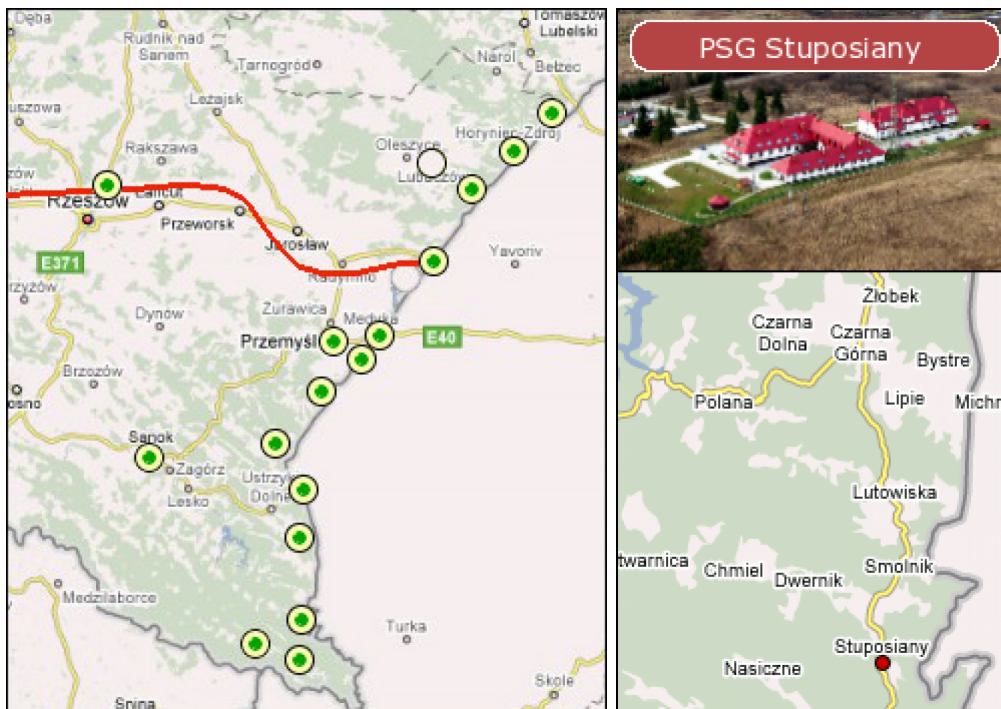 Dęba
Rudnik nad
Sanem
Tarnogród
Tomaszów
Lubelski
Narol
Bełżec
Leżajsk
Horyniec-Zdrój
Oleszyce
Lubaczów
Rakszawa
Rzeszów
Łańcut
Przeworsk
Jarosław
Radymno
Yavoriv
E371
Dynów
Żurawica
Medyka
Przemyśl
E40
Brzozów
Sanok
Zagórz
Lesko
Ustrzyki
Dolne
Medzilaborce
Turka
Skole
Snina
PSG Stuposiany
Żłobek
Czarna
Dolna
Czarna
Górna
Bystre
Lipie
Michn
Polana
Lutowiska
twarnica
Chmiel
Dwernik
Smolnik
Stuposiany
Nasiczne